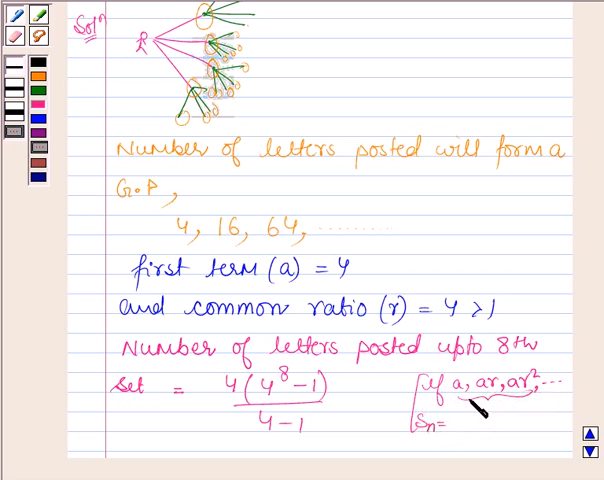 Solⁿ
Number of letters posted will form a
G.P,
4, 16, 64, ..........
first term (a) = 4
and common ratio (r) = 4 > 1
Number of letters posted upto 8th
set = 4(4⁸ − 1) / 4 − 1
[If a, ar, ar², ...
Sn =